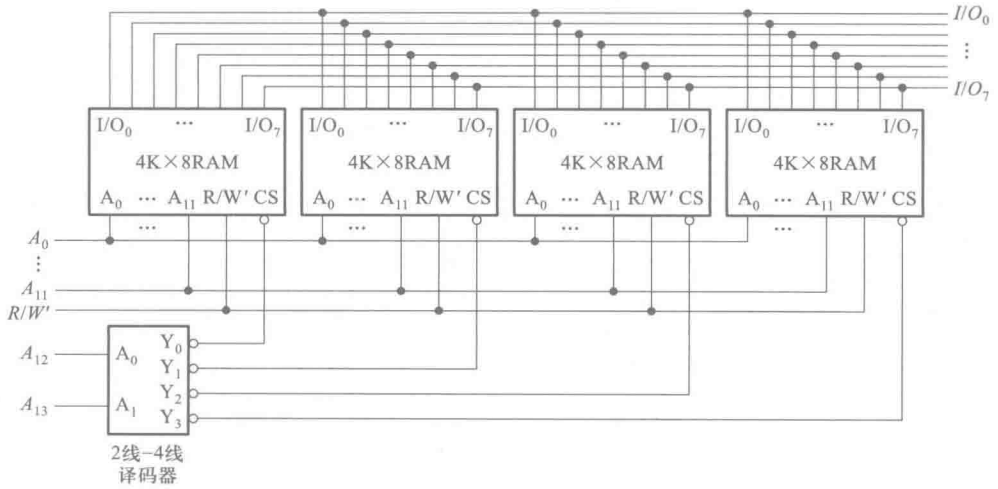 I/O₀
⋮
I/O₇
I/O₀ ··· I/O₇
4K×8RAM
A₀ ··· A₁₁ R/W' CS
···
I/O₀ ··· I/O₇
4K×8RAM
A₀ ··· A₁₁ R/W' CS
···
I/O₀ ··· I/O₇
4K×8RAM
A₀ ··· A₁₁ R/W' CS
···
I/O₀ ··· I/O₇
4K×8RAM
A₀ ··· A₁₁ R/W' CS
···
A₀
⋮
A₁₁
R/W'
A₁₂
A₁₃
A₀
A₁
Y₀
Y₁
Y₂
Y₃
2线-4线
译码器